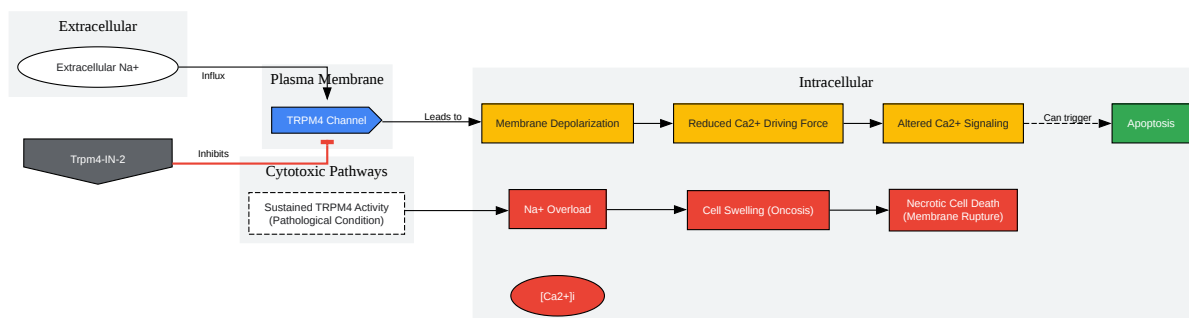 Extracellular
Extracellular Na+
Influx
Plasma Membrane
TRPM4 Channel
Leads to
Intracellular
Membrane Depolarization
Reduced Ca2+ Driving Force
Altered Ca2+ Signaling
Can trigger
Apoptosis
Trpm4-IN-2
Inhibits
Cytotoxic Pathways
Sustained TRPM4 Activity
(Pathological Condition)
Na+ Overload
Cell Swelling (Oncosis)
Necrotic Cell Death
(Membrane Rupture)
[Ca2+]i